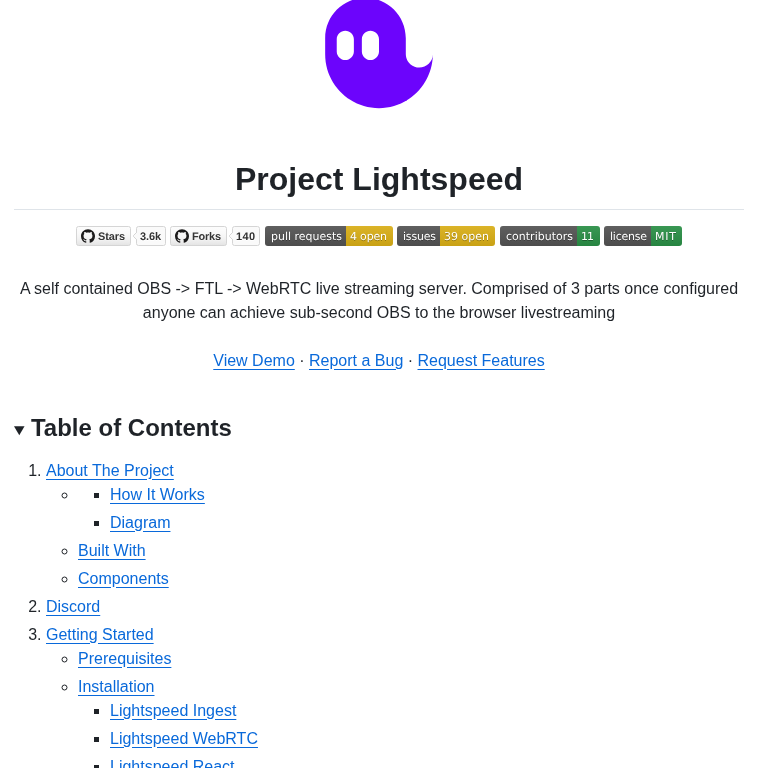 Project Lightspeed
Stars 3.6k Forks 140 pull requests 4 open issues 39 open contributors 11 license MIT
A self contained OBS -> FTL -> WebRTC live streaming server. Comprised of 3 parts once configured
anyone can achieve sub-second OBS to the browser livestreaming
View Demo · Report a Bug · Request Features
Table of Contents
1. About The Project
How It Works
Diagram
Built With
Components
2. Discord
3. Getting Started
Prerequisites
Installation
Lightspeed Ingest
Lightspeed WebRTC
Lightspeed React